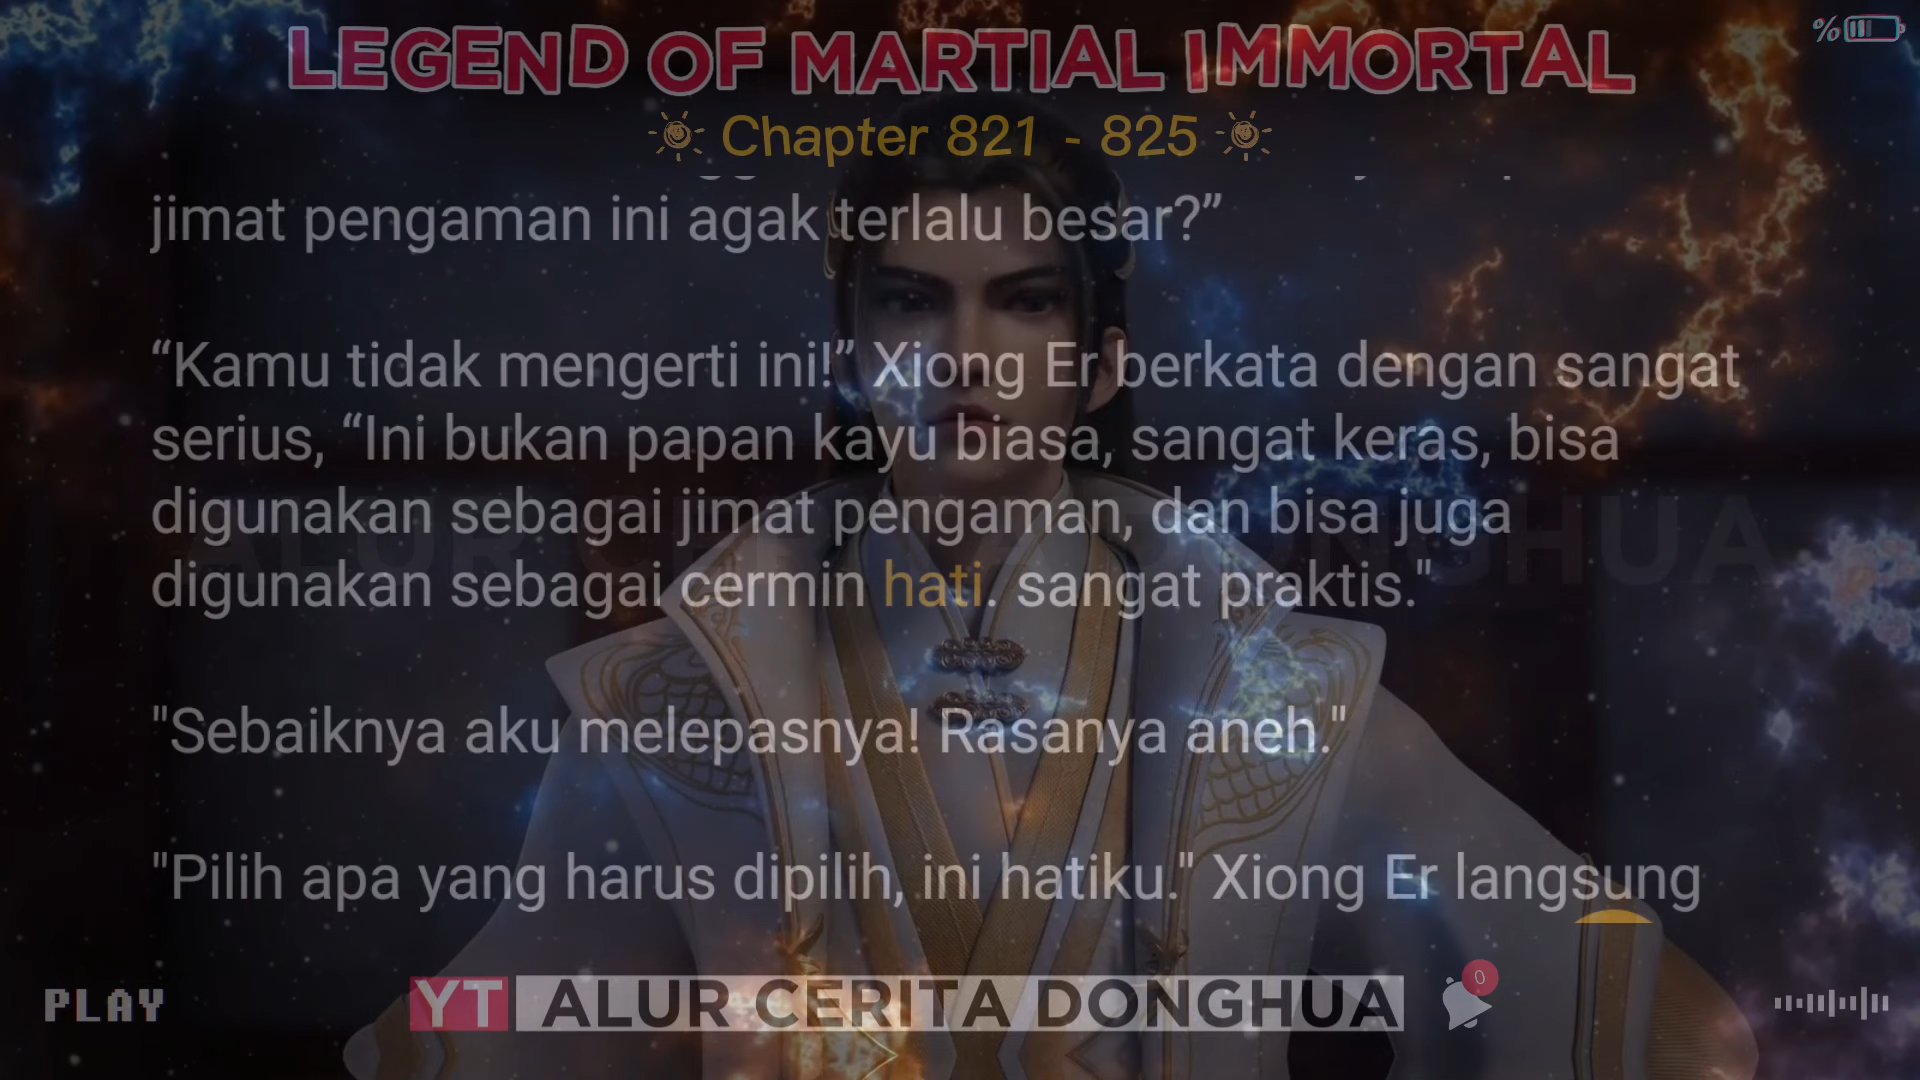 LEGEND OF MARTIAL IMMORTAL
%
Chapter 821 - 825
jimat pengaman ini agak terlalu besar?”
“Kamu tidak mengerti ini!” Xiong Er berkata dengan sangat
serius, “Ini bukan papan kayu biasa, sangat keras, bisa
digunakan sebagai jimat pengaman, dan bisa juga
digunakan sebagai cermin hati. sangat praktis."
ALUR CERITA DONGHUA
"Sebaiknya aku melepasnya! Rasanya aneh."
"Pilih apa yang harus dipilih, ini hatiku." Xiong Er langsung
PLAY
YT ALUR CERITA DONGHUA
0